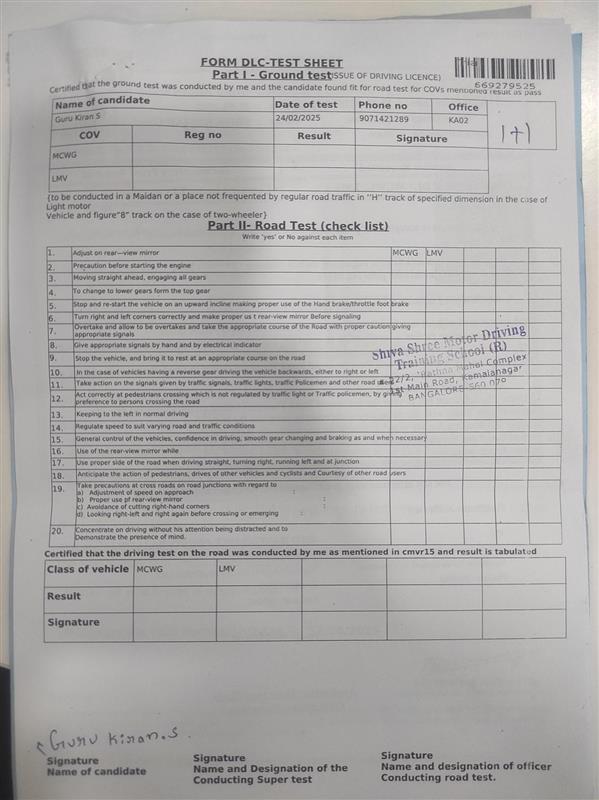 FORM DLC-TEST SHEET
Part I - Ground test(ISSUE OF DRIVING LICENCE)
669279525
Certified that the ground test was conducted by me and the candidate found fit for road test for COVs mentioned result as pass
Name of candidate Date of test Phone no Office
Guru Kiran S 24/02/2025 9071421289 KA02
1+1
COV Reg no Result Signature
MCWG
LMV
{to be conducted in a Maidan or a place not frequented by regular road traffic in "H" track of specified dimension in the case of
Light motor
Vehicle and figure"8" track on the case of two-wheeler}
Part II- Road Test (check list)
Write 'yes' or No against each item
1. Adjust on rear—view mirror MCWG LMV
2. Precaution before starting the engine
3. Moving straight ahead, engaging all gears
4. To change to lower gears form the top gear
5. Stop and re-start the vehicle on an upward incline making proper use of the Hand brake/throttle foot brake
6. Turn right and left corners correctly and make proper us t rear-view mirror Before signaling
7. Overtake and allow to be overtakes and take the appropriate course of the Road with proper caution giving
appropriate signals
8. Give appropriate signals by hand and by electrical indicator
9. Stop the vehicle, and bring it to rest at an appropriate course on the road
10. In the case of vehicles having a reverse gear driving the vehicle backwards, either to right or left
11. Take action on the signals given by traffic signals, traffic lights, traffic Policemen and other road users
12. Act correctly at pedestrians crossing which is not regulated by traffic light or Traffic policemen, by giving
preference to persons crossing the road
Shiva Shree Motor Driving
Training School (R)
Rathna Mahal Complex
1st Main Road, Kamalanagar
BANGALORE-560 079
13. Keeping to the left in normal driving
14. Regulate speed to suit varying road and traffic conditions
15. General control of the vehicles, confidence in driving, smooth gear changing and braking as and when necessary
16. Use of the rear-view mirror while
17. Use proper side of the road when driving straight, turning right, running left and at junction
18. Anticipate the action of pedestrians, drives of other vehicles and cyclists and Courtesy of other road users
19. Take precautions at cross roads on road junctions with regard to
a) Adjustment of speed on approach :
b) Proper use pf rear-view mirror :
c) Avoidance of cutting right-hand corners :
d) Looking right-left and right again before crossing or emerging :
20. Concentrate on driving without his attention being distracted and to
Demonstrate the presence of mind.
Certified that the driving test on the road was conducted by me as mentioned in cmvr15 and result is tabulated
Class of vehicle MCWG LMV
Result
Signature
Guru Kiran.S
Signature Signature Signature
Name of candidate Name and Designation of the Name and designation of officer
Conducting Super test Conducting road test.